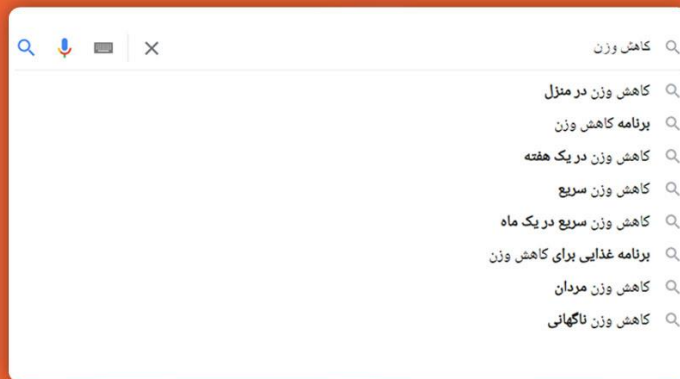 کاهش وزن
کاهش وزن در منزل
برنامه کاهش وزن
کاهش وزن در یک هفته
کاهش وزن سریع
کاهش وزن سریع در یک ماه
برنامه غذایی برای کاهش وزن
کاهش وزن مردان
کاهش وزن ناگهانی